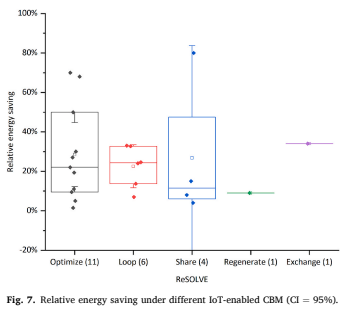 100%
80%
60%
40%
20%
0%
-20%
Relative energy saving
Optimize (11) Loop (6) Share (4) Regenerate (1) Exchange (1)
ReSOLVE
Fig. 7. Relative energy saving under different IoT-enabled CBM (CI = 95%).